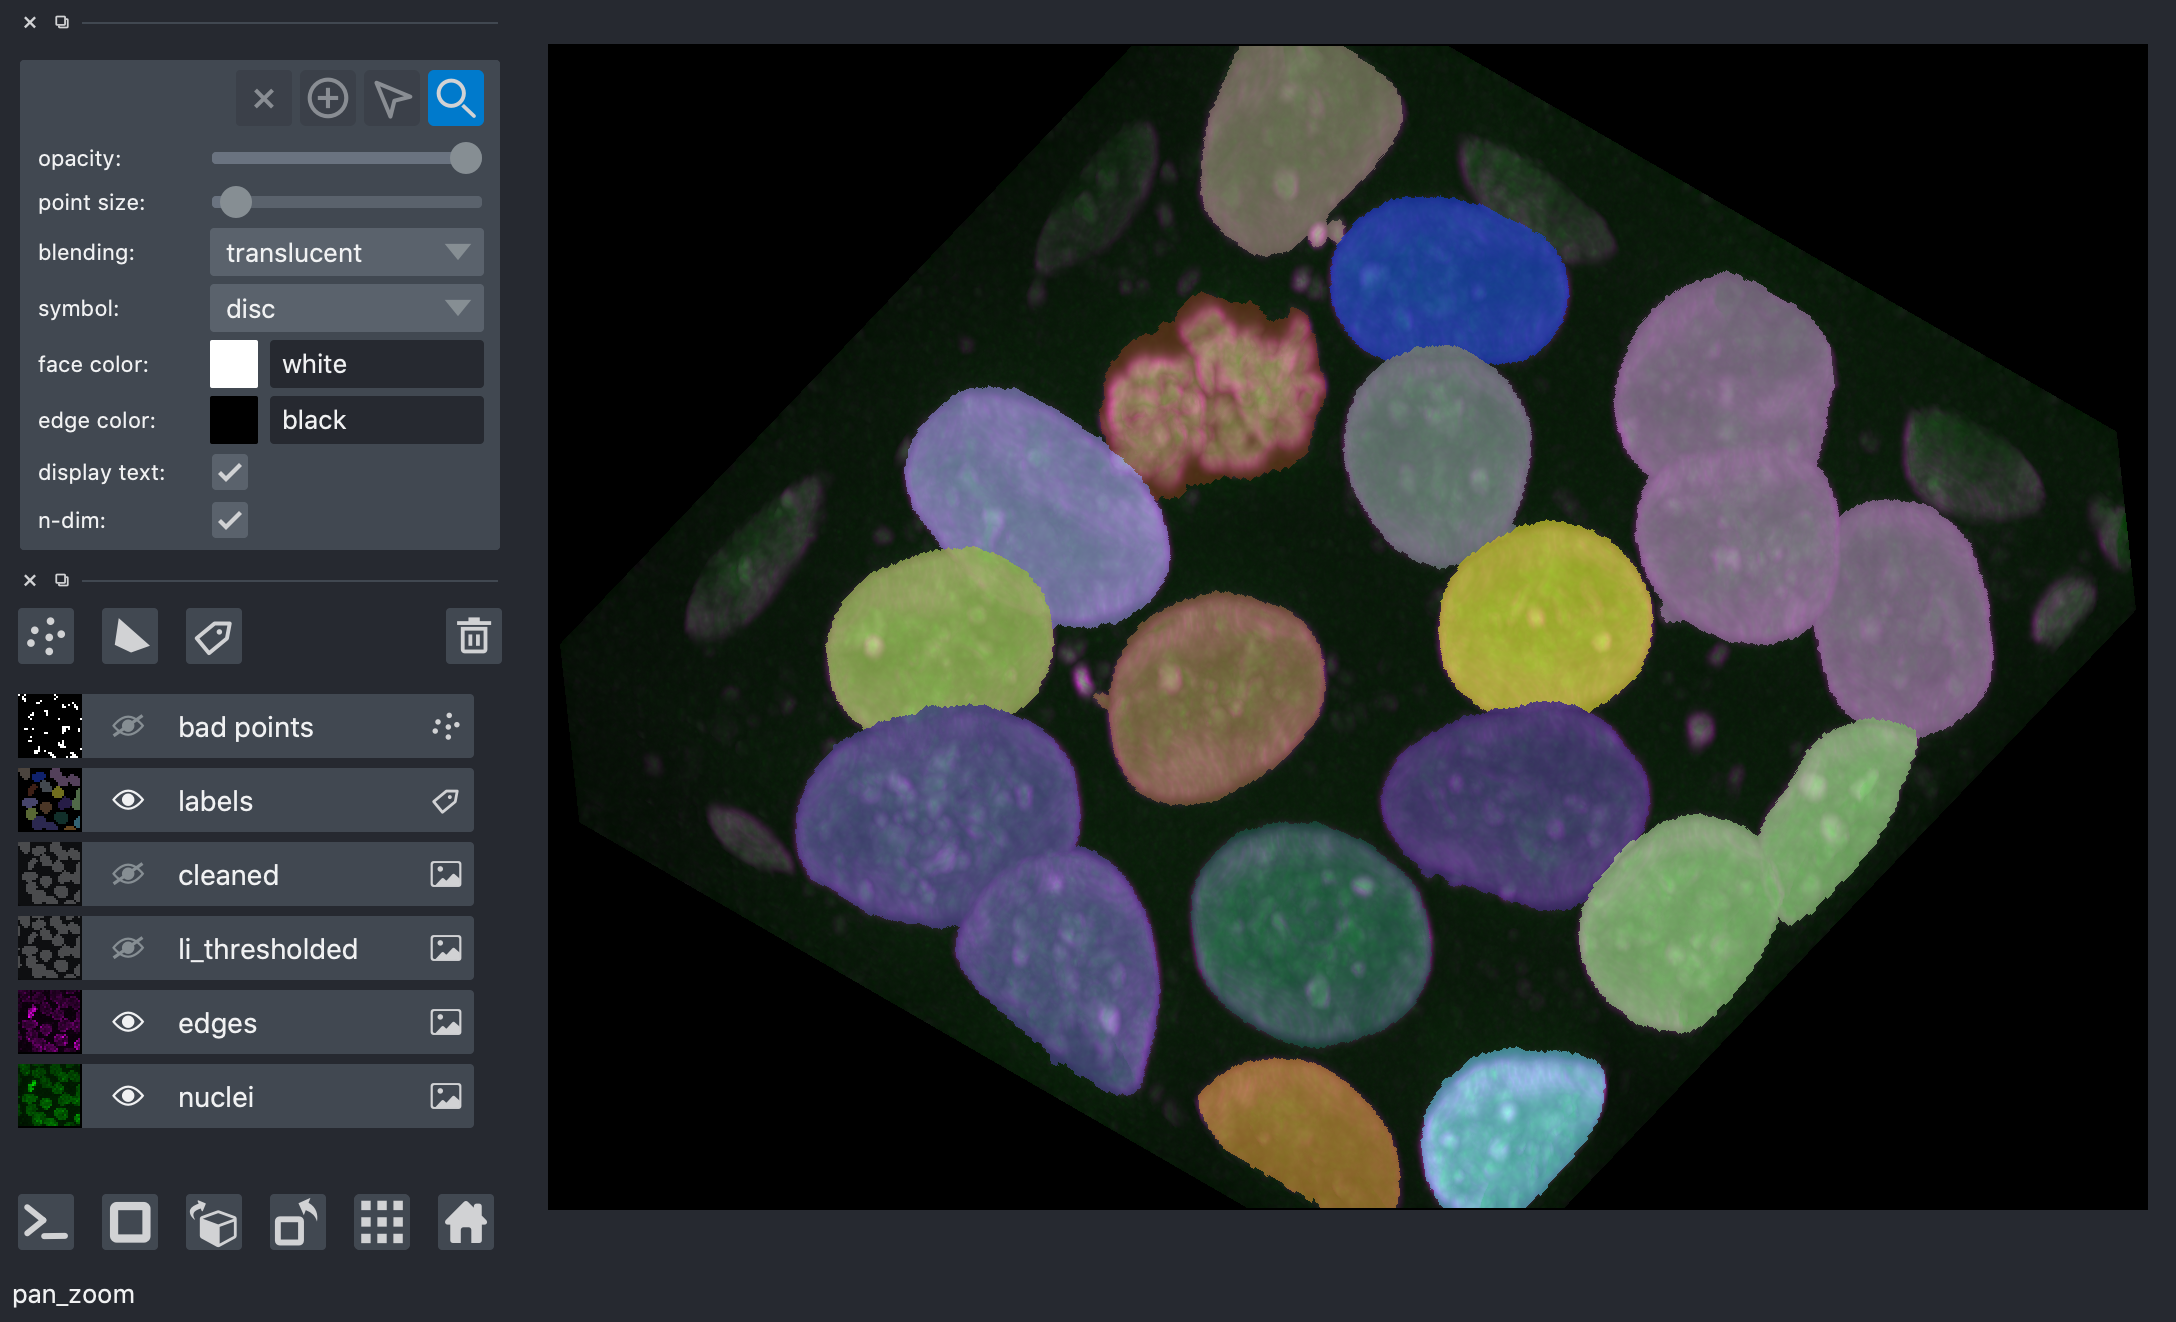 opacity:
point size:
blending: translucent
symbol: disc
face color: white
edge color: black
display text:
n-dim:
bad points
labels
cleaned
li_thresholded
edges
nuclei
pan_zoom